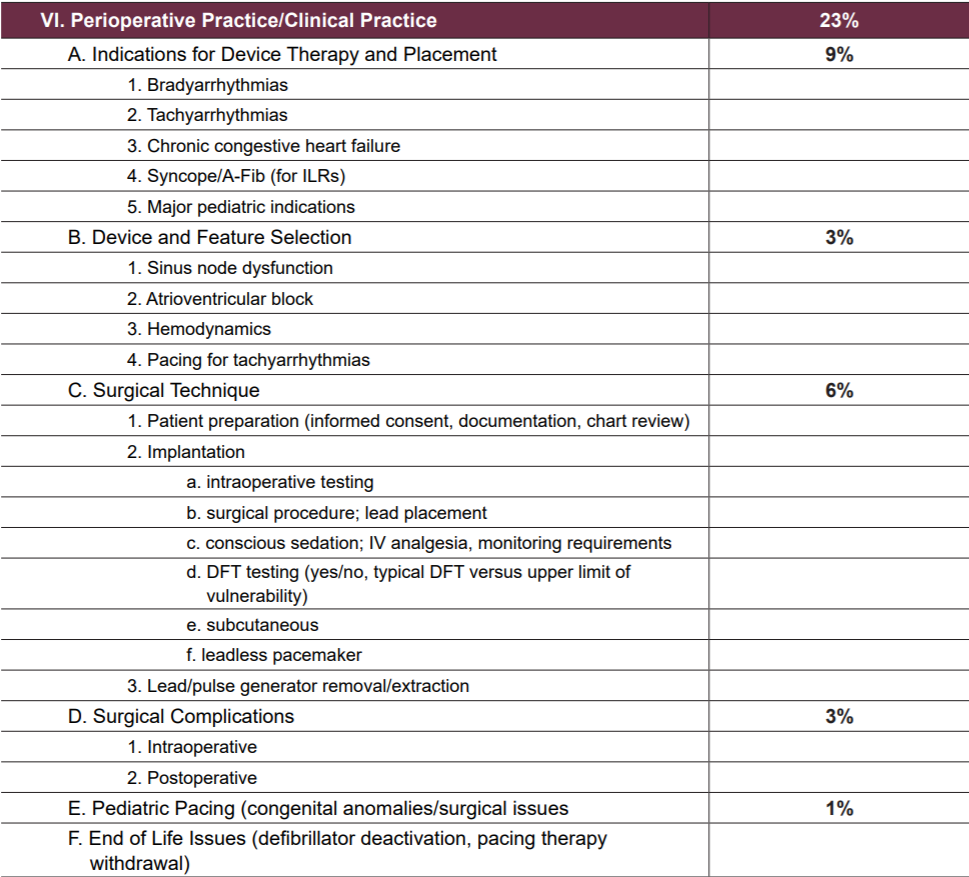 VI. Perioperative Practice/Clinical Practice 23%
A. Indications for Device Therapy and Placement 9%
1. Bradyarrhythmias
2. Tachyarrhythmias
3. Chronic congestive heart failure
4. Syncope/A-Fib (for ILRs)
5. Major pediatric indications
B. Device and Feature Selection 3%
1. Sinus node dysfunction
2. Atrioventricular block
3. Hemodynamics
4. Pacing for tachyarrhythmias
C. Surgical Technique 6%
1. Patient preparation (informed consent, documentation, chart review)
2. Implantation
a. intraoperative testing
b. surgical procedure; lead placement
c. conscious sedation; IV analgesia, monitoring requirements
d. DFT testing (yes/no, typical DFT versus upper limit of
vulnerability)
e. subcutaneous
f. leadless pacemaker
3. Lead/pulse generator removal/extraction
D. Surgical Complications 3%
1. Intraoperative
2. Postoperative
E. Pediatric Pacing (congenital anomalies/surgical issues 1%
F. End of Life Issues (defibrillator deactivation, pacing therapy
withdrawal)